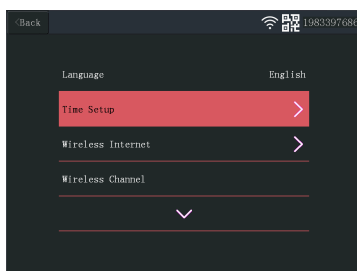 <Back
1983397686
Language English
Time Setup
Wireless Internet
Wireless Channel